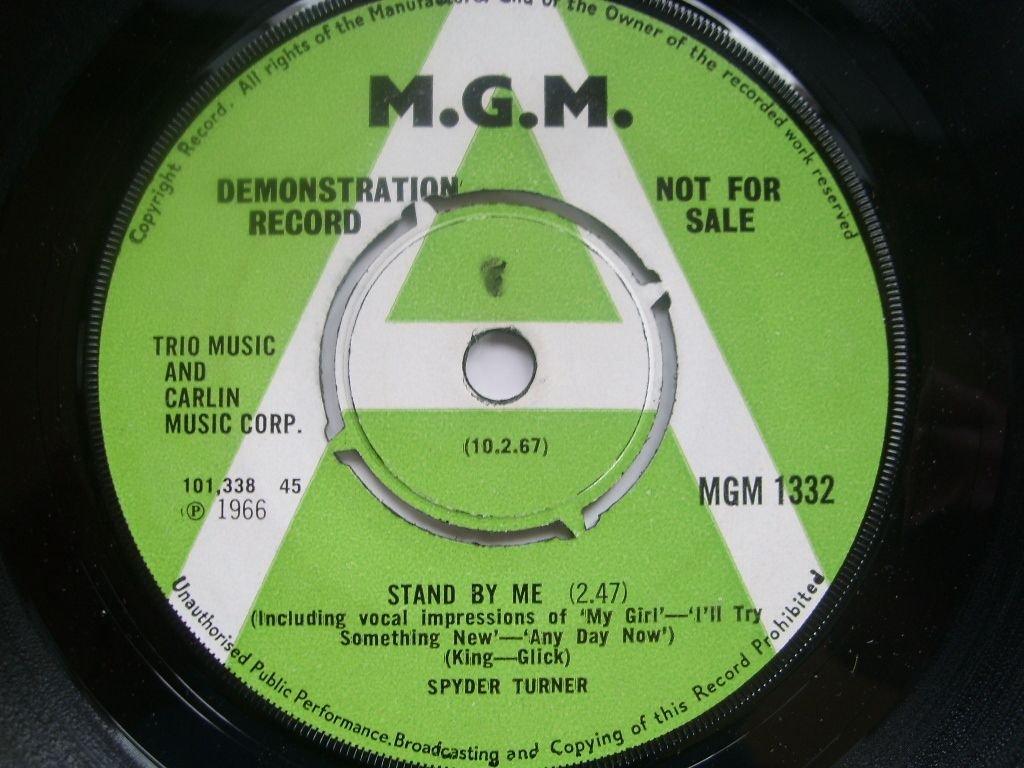 Copyright Record. All rights of the Manufacturer and of the Owner of the recorded work reserved
M.G.M.
DEMONSTRATION
RECORD
NOT FOR
SALE
TRIO MUSIC
AND
CARLIN
MUSIC CORP.
(10.2.67)
101,338 45
℗ 1966
MGM 1332
STAND BY ME (2.47)
(Including vocal impressions of ‘My Girl’—‘I'll Try
Something New’—‘Any Day Now’)
(King—Glick)
SPYDER TURNER
Unauthorised Public Performance, Broadcasting and Copying of this Record Prohibited
A